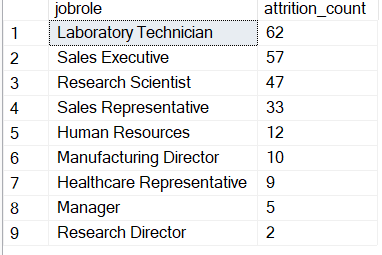 jobrole attrition_count
1 Laboratory Technician 62
2 Sales Executive 57
3 Research Scientist 47
4 Sales Representative 33
5 Human Resources 12
6 Manufacturing Director 10
7 Healthcare Representative 9
8 Manager 5
9 Research Director 2